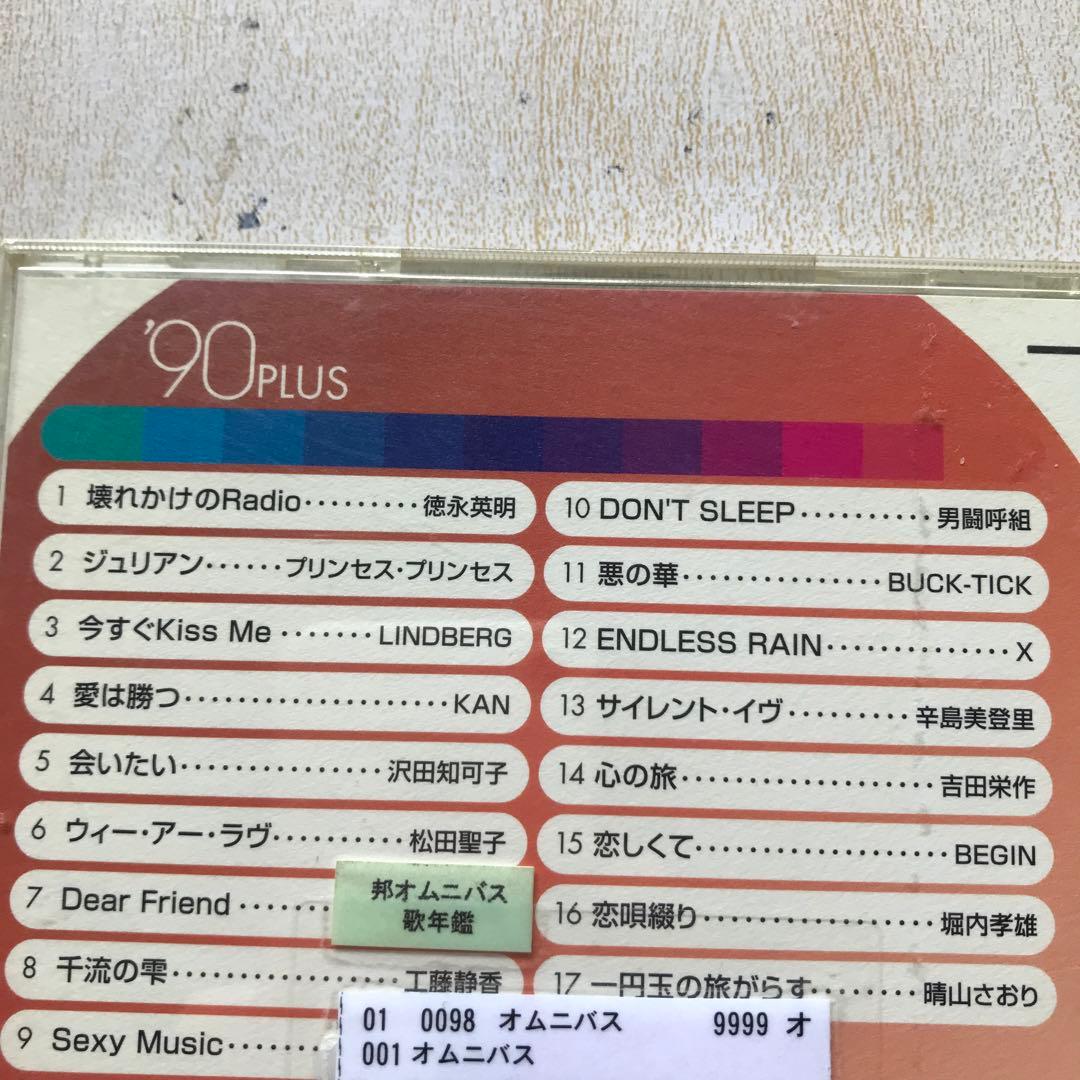 '90PLUS
1 壊れかけのRadio·········徳永英明
2 ジュリアン······プリンセス·プリンセス
3 今すぐKiss Me·······LINDBERG
4 愛は勝つ····················KAN
5 会いたい···············沢田知可子
6 ウィー·アー·ラヴ··········松田聖子
7 Dear Friend·······
8 千流の雫·················工藤静香
9 Sexy Music·······
10 DON'T SLEEP··········男闘呼組
11 悪の華···············BUCK-TICK
12 ENDLESS RAIN··············X
13 サイレント·イヴ·········辛島美登里
14 心の旅·················吉田栄作
15 恋しくて···················BEGIN
16 恋唄綴り················堀内孝雄
17 一円玉の旅がらす········晴山さおり
邦オムニバス
歌年鑑
01 0098 オムニバス 9999 オ
001オムニバス